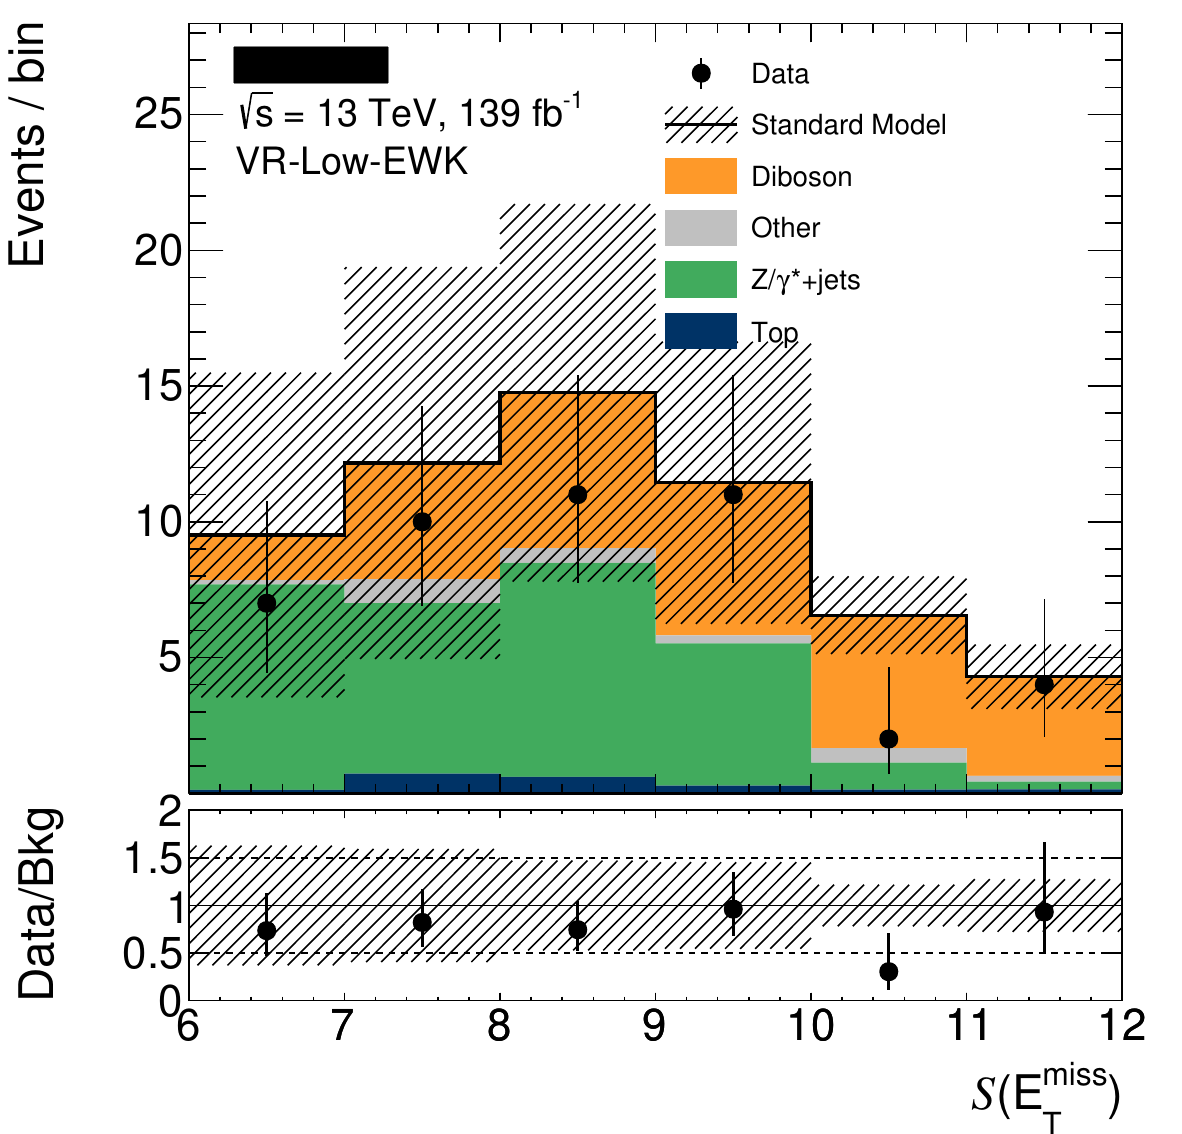 Events / bin
25
20
15
10
5
√s = 13 TeV, 139 fb⁻¹
VR-Low-EWK
Data
Standard Model
Diboson
Other
Z/γ*+jets
Top
Data/Bkg
2
1.5
1
0.5
0
6 7 8 9 10 11 12
S(E_T^miss)